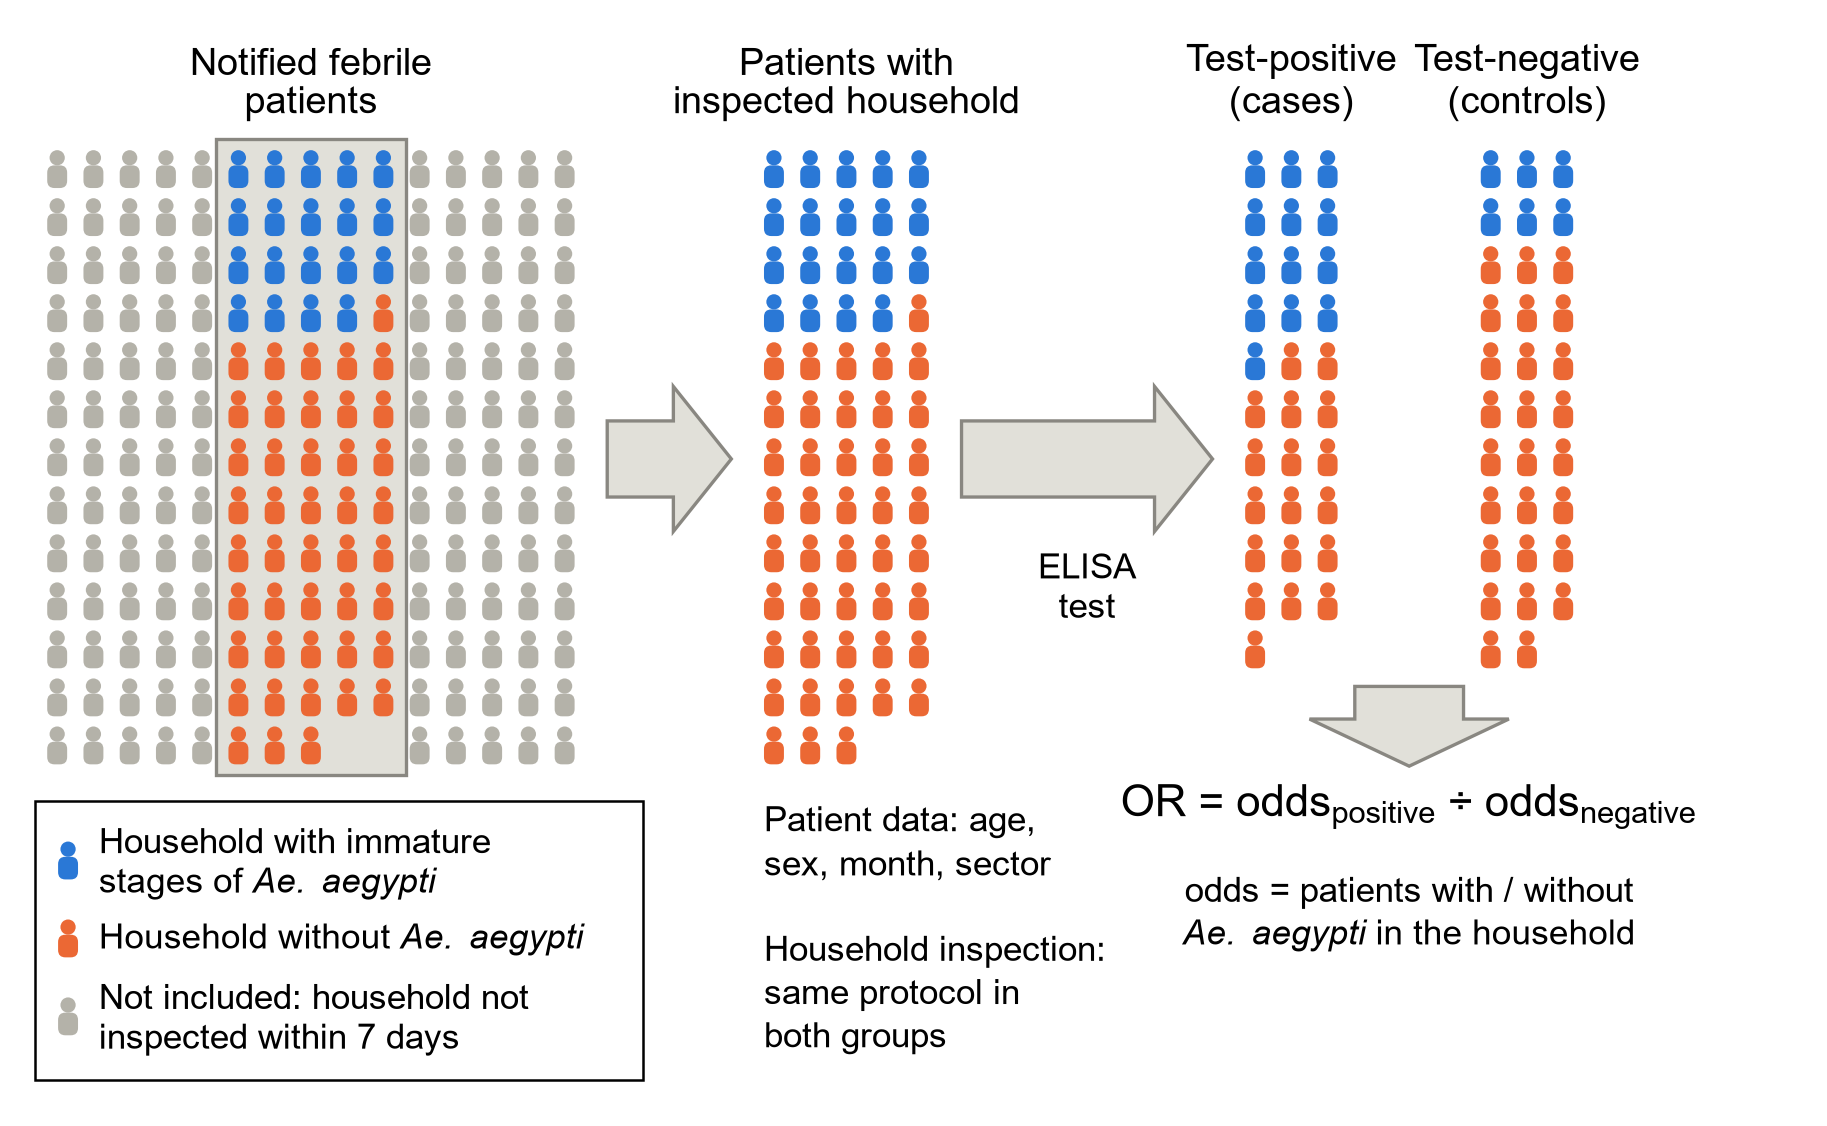 Notified febrile
patients
Patients with
inspected household
Test-positive
(cases)
Test-negative
(controls)
ELISA
test
Household with immature
stages of Ae. aegypti
Household without Ae. aegypti
Not included: household not
inspected within 7 days
Patient data: age,
sex, month, sector
Household inspection:
same protocol in
both groups
OR = oddspositive ÷ oddsnegative
odds = patients with / without
Ae. aegypti in the household